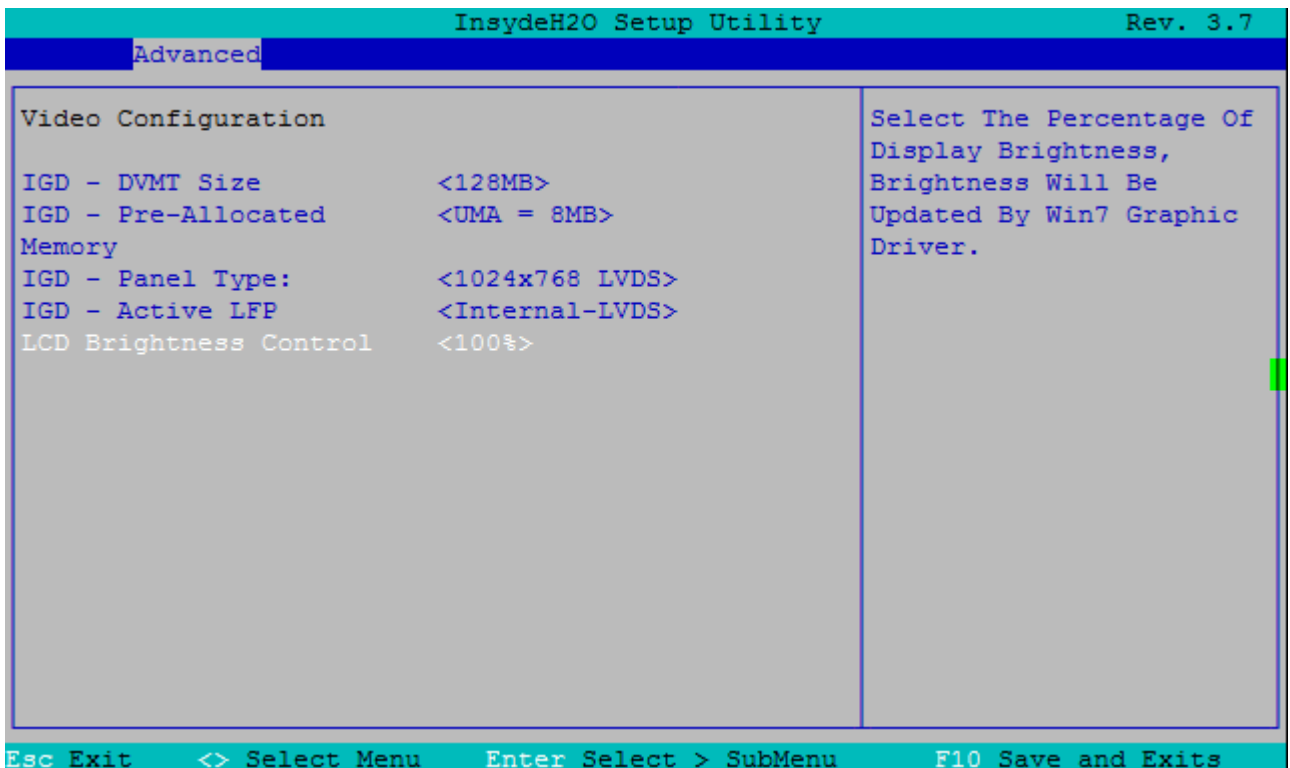 InsydeH2O Setup Utility Rev. 3.7
Advanced
Video Configuration
IGD - DVMT Size <128MB>
IGD - Pre-Allocated <UMA = 8MB>
Memory
IGD - Panel Type: <1024x768 LVDS>
IGD - Active LFP <Internal-LVDS>
LCD Brightness Control <100%>
Select The Percentage Of
Display Brightness,
Brightness Will Be
Updated By Win7 Graphic
Driver.
Esc Exit <> Select Menu Enter Select > SubMenu F10 Save and Exits